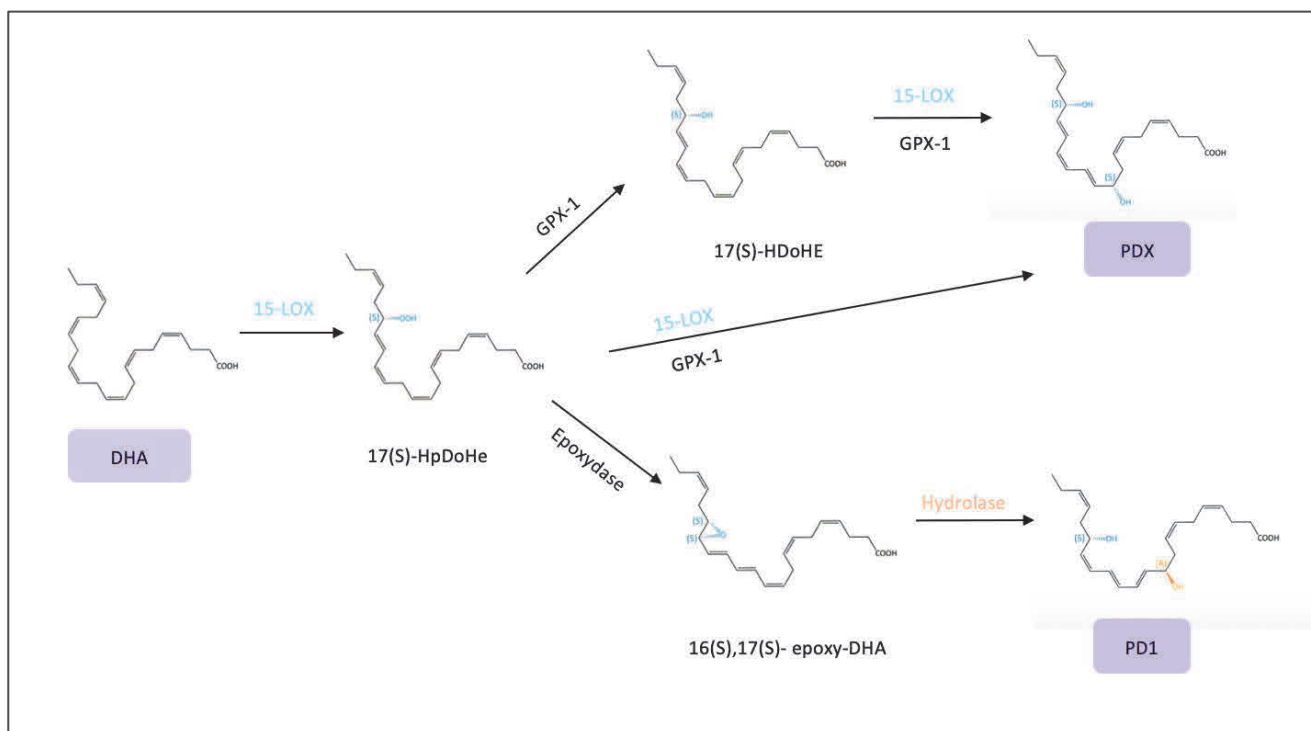 (S)
OH
COOH
17(S)-HDoHE
15-LOX
GPX-1
(S)
OH
COOH
(S)
OH
PDX
GPX-1
15-LOX
GPX-1
COOH
DHA
15-LOX
(S)
OOH
COOH
17(S)-HpDoHe
Epoxydase
(S)
(S)
O
COOH
16(S),17(S)- epoxy-DHA
Hydrolase
(S)
OH
COOH
(R)
OH
PD1